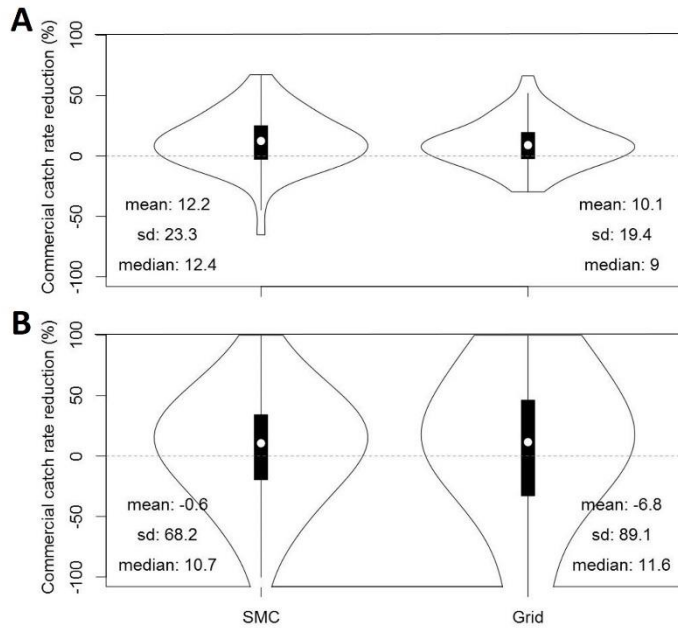 A
Commercial catch rate reduction (%)
100
50
0
-50
-100
mean: 12.2
sd: 23.3
median: 12.4
mean: 10.1
sd: 19.4
median: 9
B
Commercial catch rate reduction (%)
100
50
0
-50
-100
mean: -0.6
sd: 68.2
median: 10.7
mean: -6.8
sd: 89.1
median: 11.6
SMC
Grid